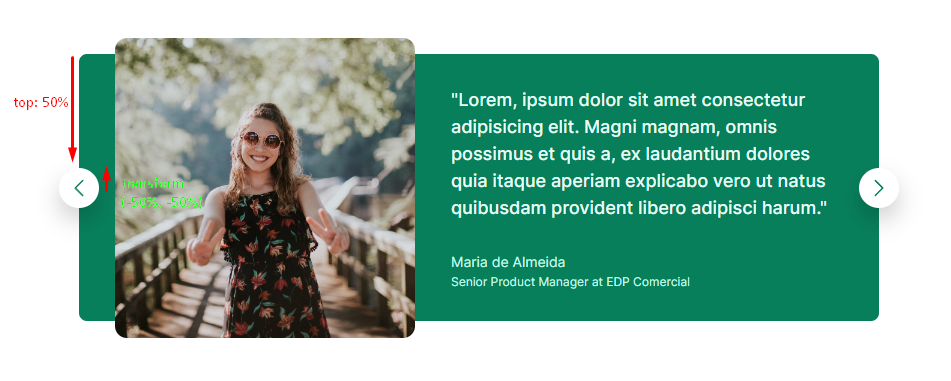 top: 50%
transform
(-50%, -50%)
"Lorem, ipsum dolor sit amet consectetur
adipisicing elit. Magni magnam, omnis
possimus et quis a, ex laudantium dolores
quia itaque aperiam explicabo vero ut natus
quibusdam provident libero adipisci harum."
Maria de Almeida
Senior Product Manager at EDP Comercial